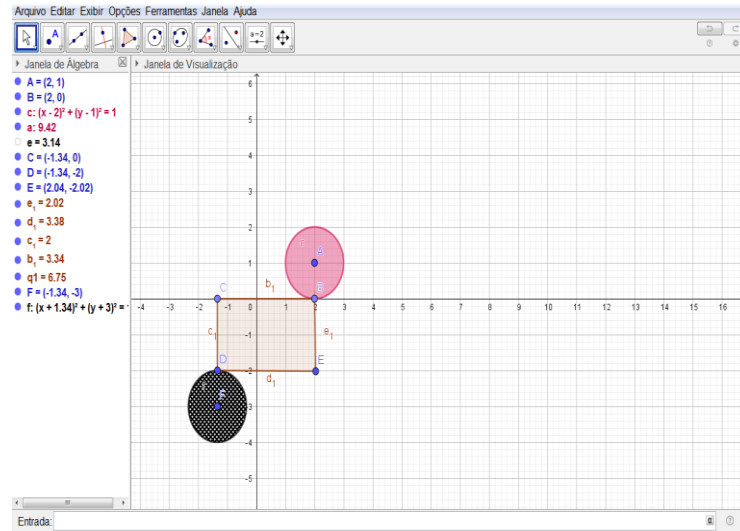 Arquivo Editar Exibir Opções Ferramentas Janela Ajuda
A
a=2
Janela de Álgebra
Janela de Visualização
A = (2, 1)
B = (2, 0)
c: (x - 2)² + (y - 1)² = 1
a: 9.42
e = 3.14
C = (-1.34, 0)
D = (-1.34, -2)
E = (2.04, -2.02)
e₁ = 2.02
d₁ = 3.38
c₁ = 2
b₁ = 3.34
q1 = 6.75
F = (-1.34, -3)
f: (x + 1.34)² + (y + 3)² =
6
5
4
3
2
1
A
C
b₁
B
-4 -3 -2 -1 0 1 2 3 4 5 6 7 8 9 10 11 12 13 14 15 16
-1
c₁
e₁
D
E
-2
d₁
-3
-4
-5
Entrada: